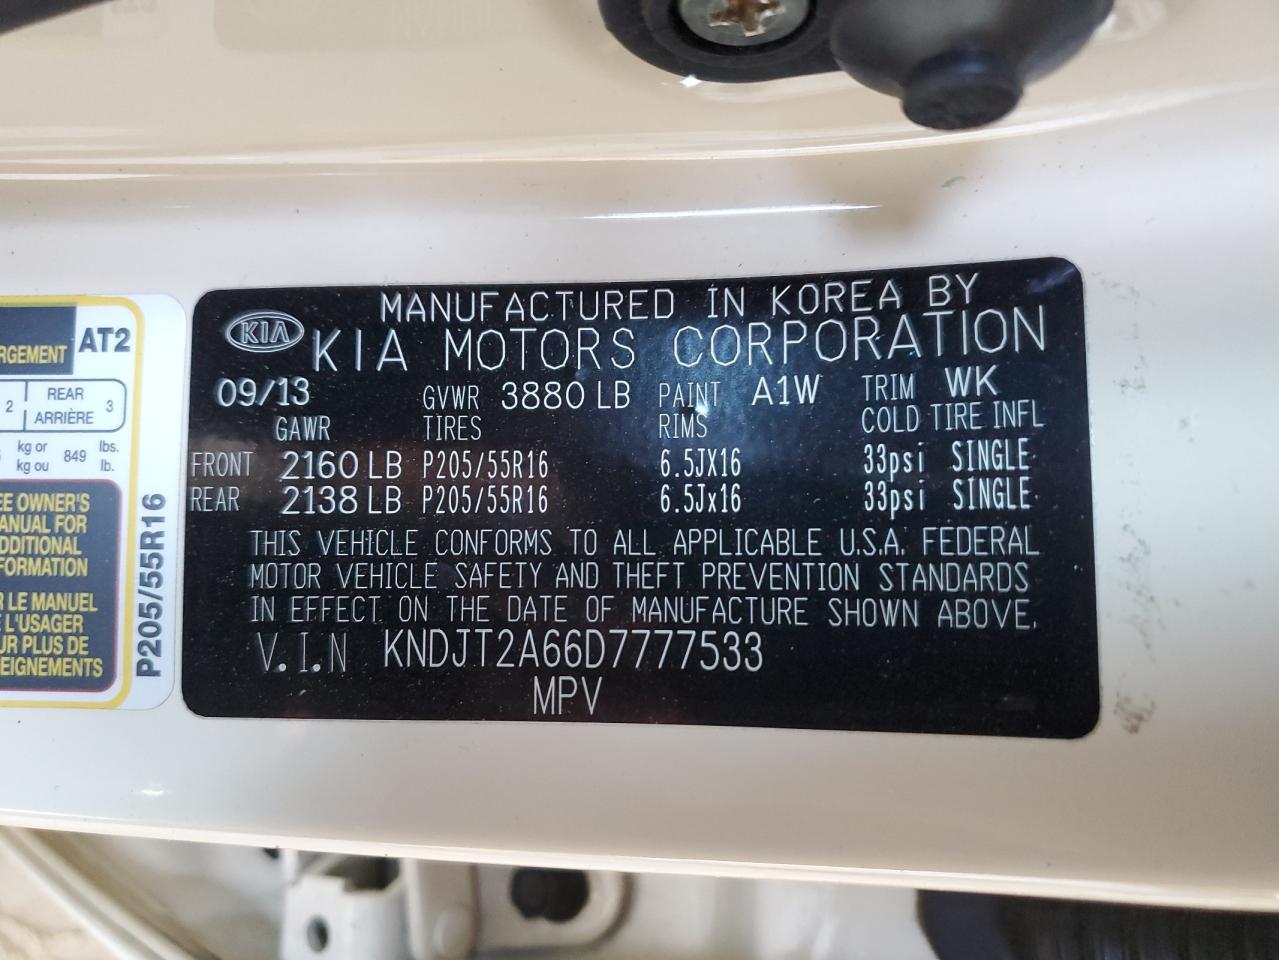 MANUFACTURED IN KOREA BY
KIA KIA MOTORS CORPORATION
09/13 GVWR 3880 LB PAINT A1W TRIM WK
GAWR TIRES RIMS COLD TIRE INFL
FRONT 2160 LB P205/55R16 6.5JX16 33psi SINGLE
REAR 2138 LB P205/55R16 6.5Jx16 33psi SINGLE
THIS VEHICLE CONFORMS TO ALL APPLICABLE U.S.A. FEDERAL
MOTOR VEHICLE SAFETY AND THEFT PREVENTION STANDARDS
IN EFFECT ON THE DATE OF MANUFACTURE SHOWN ABOVE.
V.I.N KNDJT2A66D7777533
MPV
AT2
2 REAR 3
ARRIÈRE
kg or 849 lbs.
kg ou lb.
OWNER'S
FOR
R LE MANUEL
L'USAGER
PLUS DE
P205/55R16